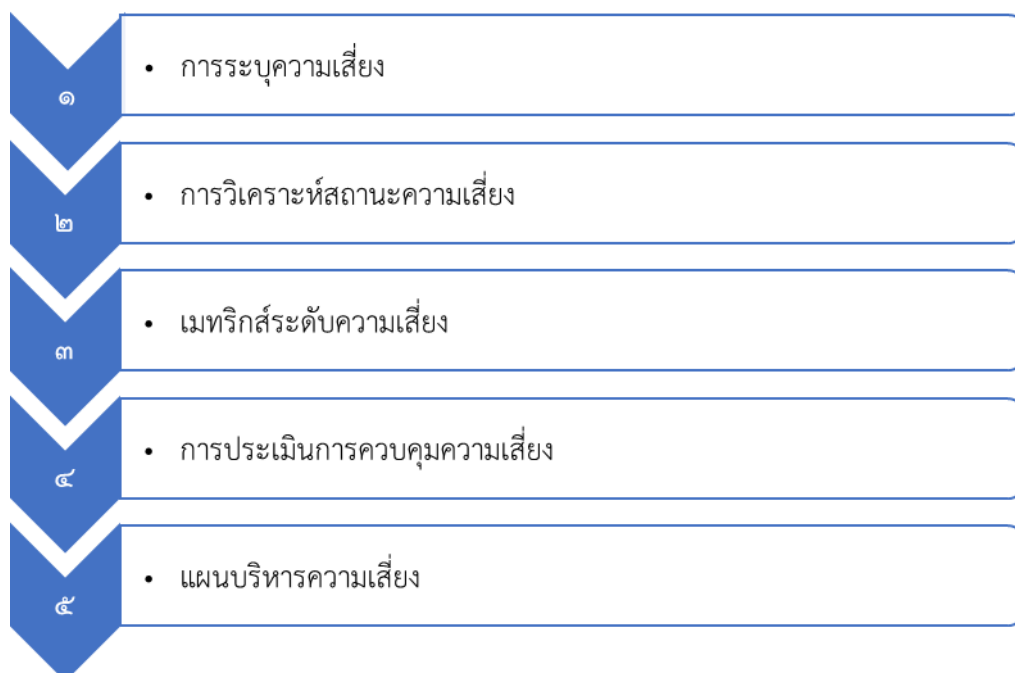 ๑
• การระบุความเสี่ยง
๒
• การวิเคราะห์สถานะความเสี่ยง
๓
• เมทริกส์ระดับความเสี่ยง
๔
• การประเมินการควบคุมความเสี่ยง
๕
• แผนบริหารความเสี่ยง